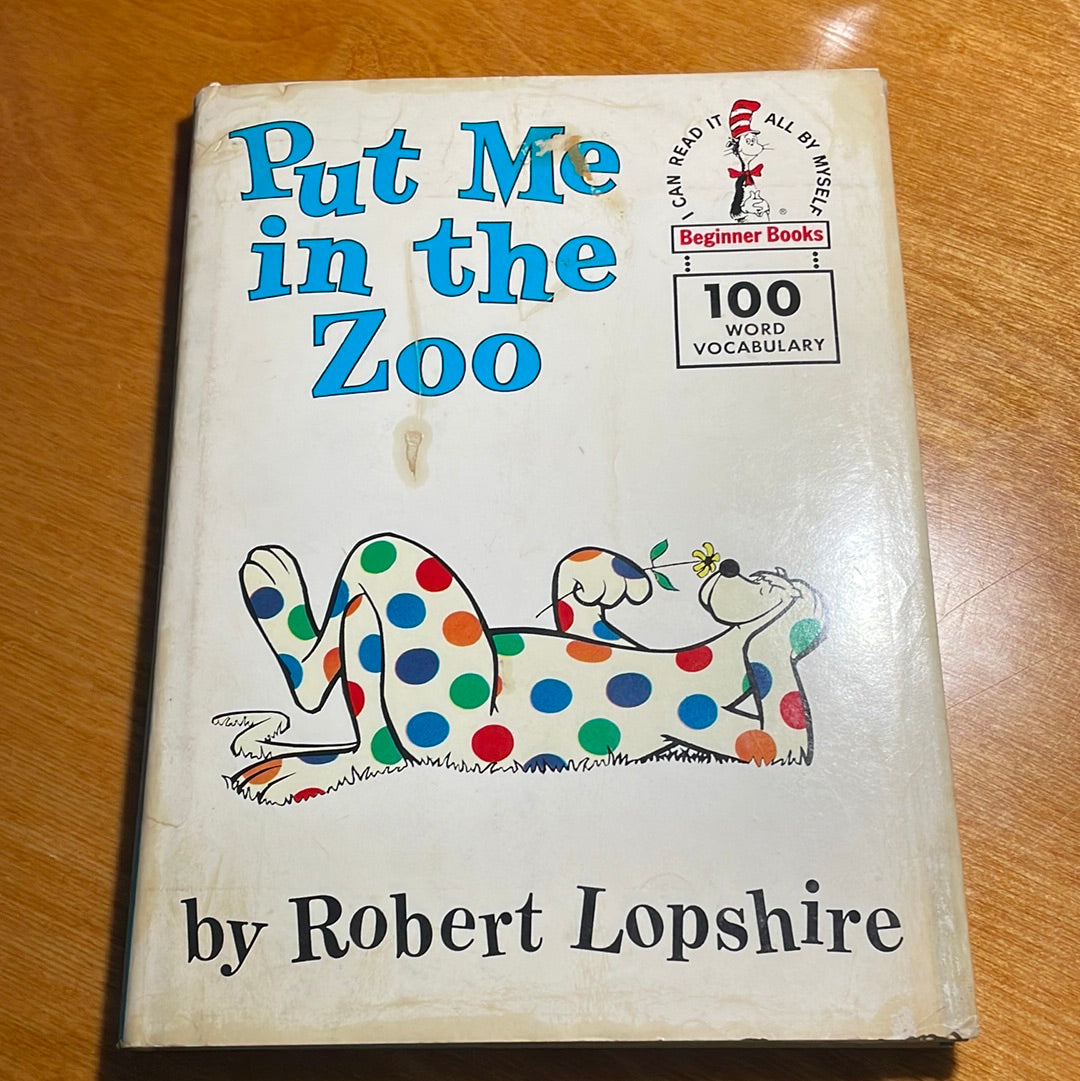 Put Me
in the
Zoo
I CAN READ IT ALL BY MYSELF
®
Beginner Books
100
WORD
VOCABULARY
by Robert Lopshire